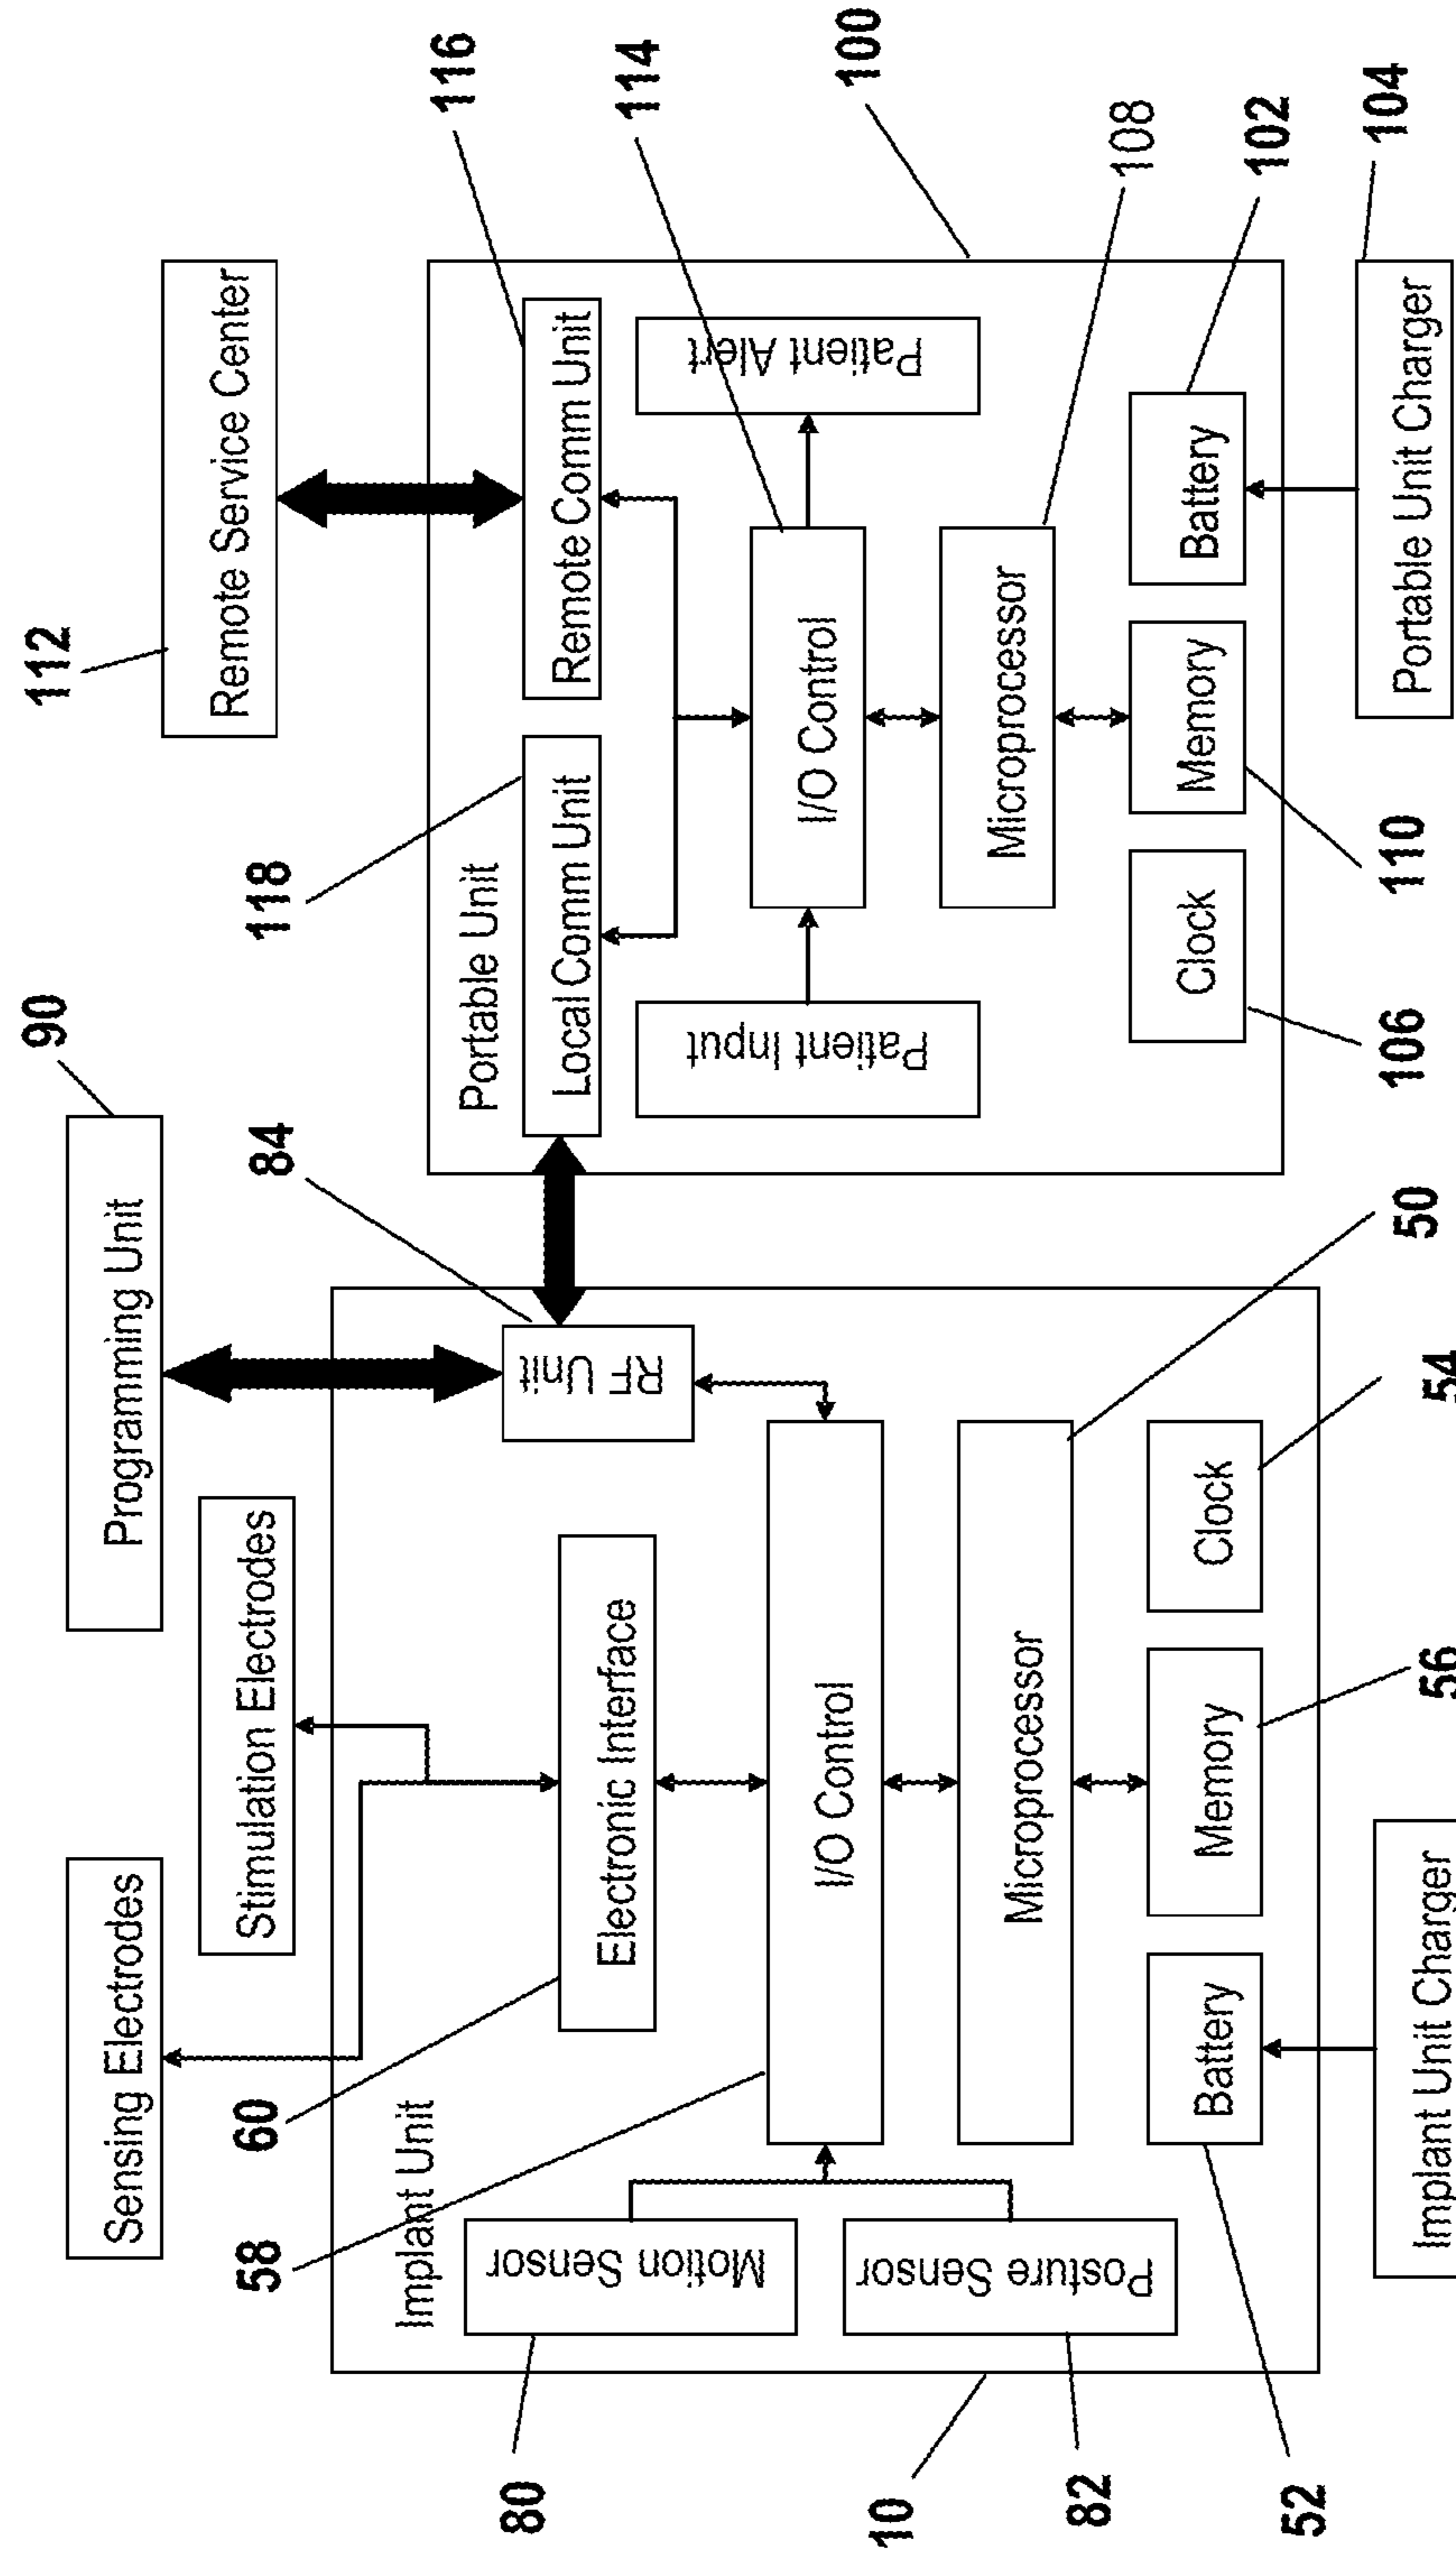 Sensing Electrodes
Stimulation Electrodes
Programming Unit
90
112
Remote Service Center
58
60
84
118
116
Implant Unit
Motion Sensor
80
Posture Sensor
82
10
Electronic Interface
RF Unit
I/O Control
Microprocessor
50
Battery
52
Memory
56
Clock
54
Implant Unit Charger
Portable Unit
Local Comm Unit
Remote Comm Unit
114
100
Patient Input
I/O Control
Patient Alert
Microprocessor
108
Clock
106
Memory
110
Battery
102
Portable Unit Charger
104